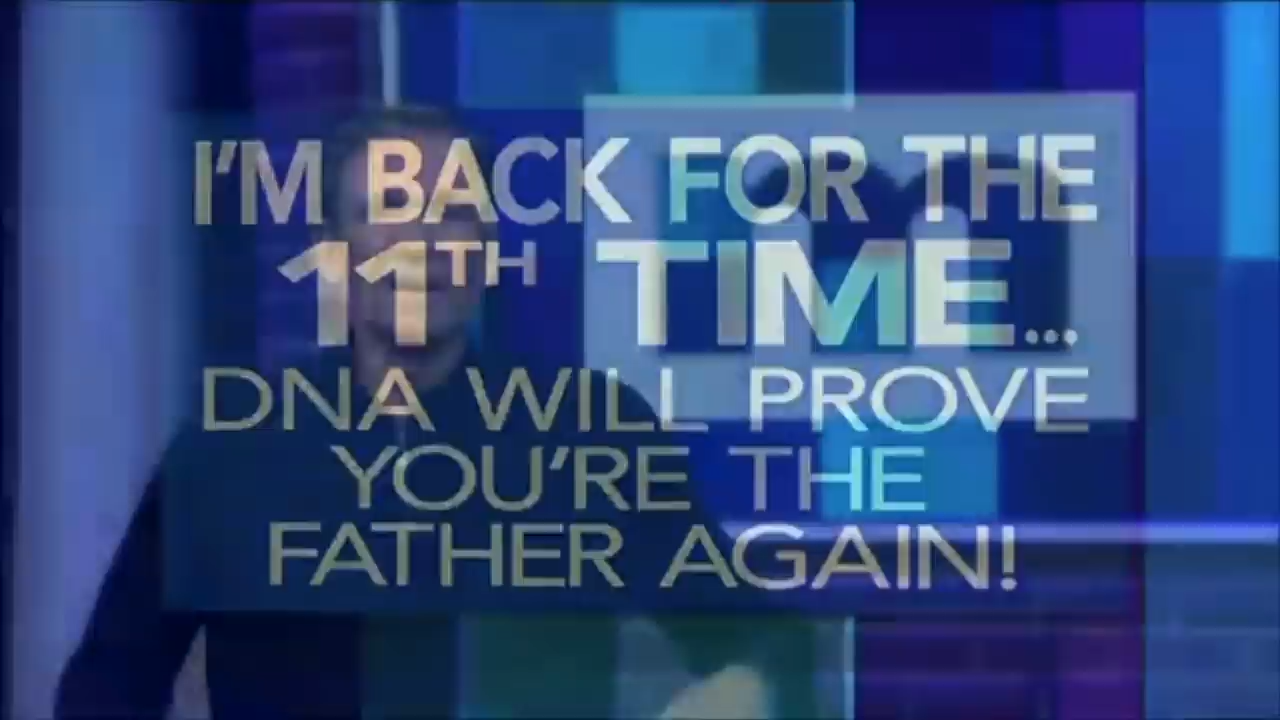 I'M BACK FOR THE
11TH TIME...
DNA WILL PROVE
YOU'RE THE
FATHER AGAIN!